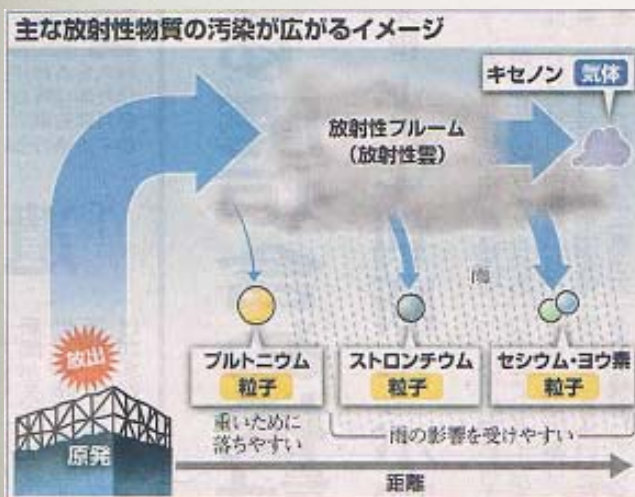 主な放射性物質の汚染が広がるイメージ
キセノン 気体
放射性プルーム
(放射性雲)
雨
放出
プルトニウム
粒子
ストロンチウム
粒子
セシウム・ヨウ素
粒子
重いために
落ちやすい
雨の影響を受けやすい
原発
距離